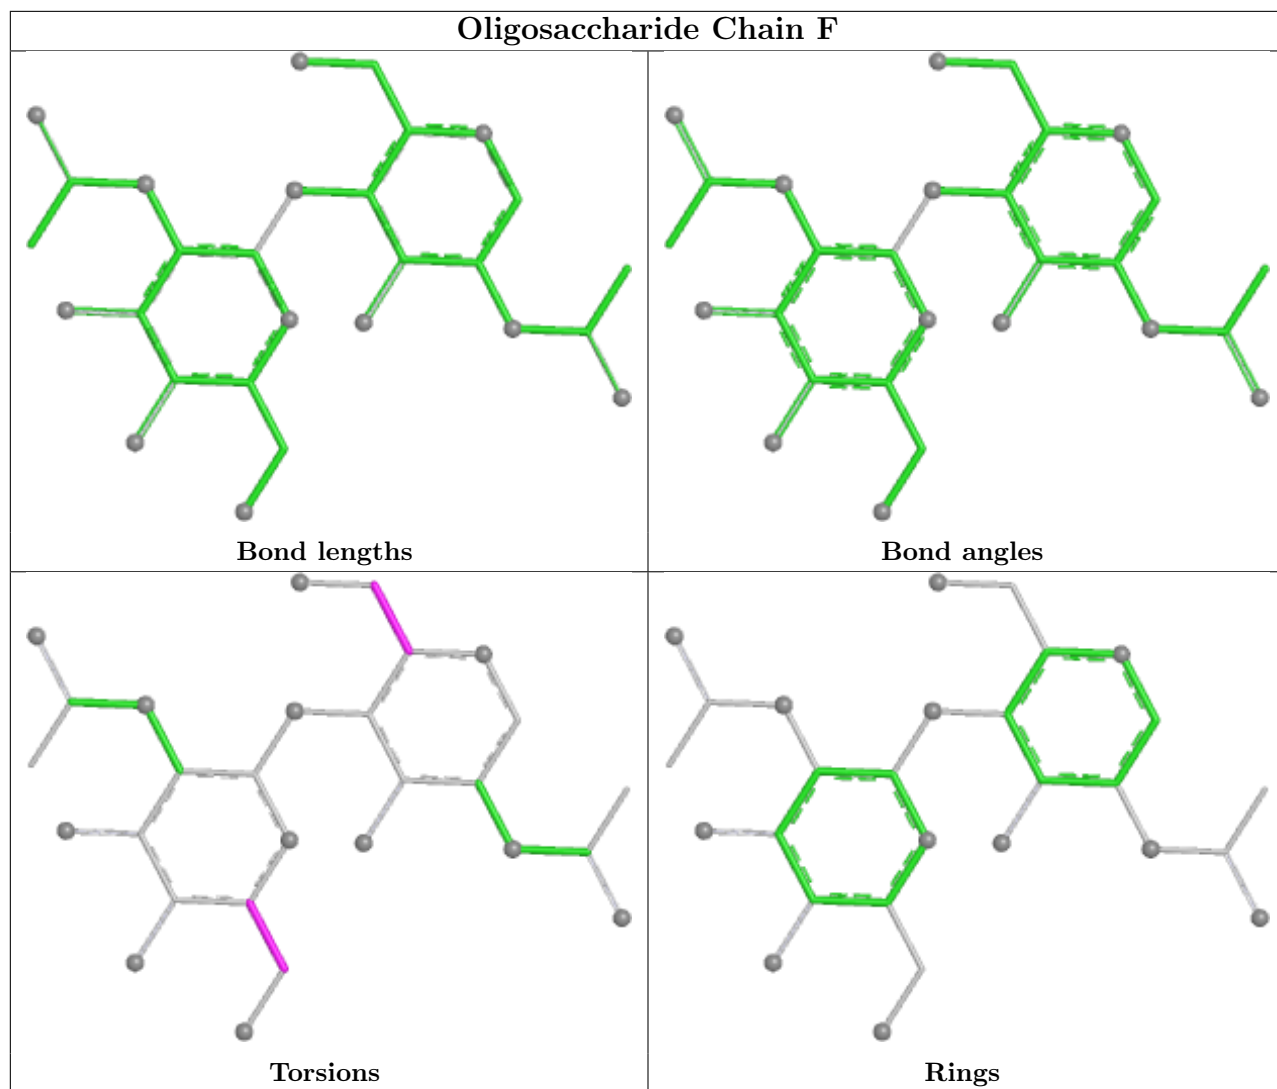 Oligosaccharide Chain F
Bond lengths
Bond angles
Torsions
Rings